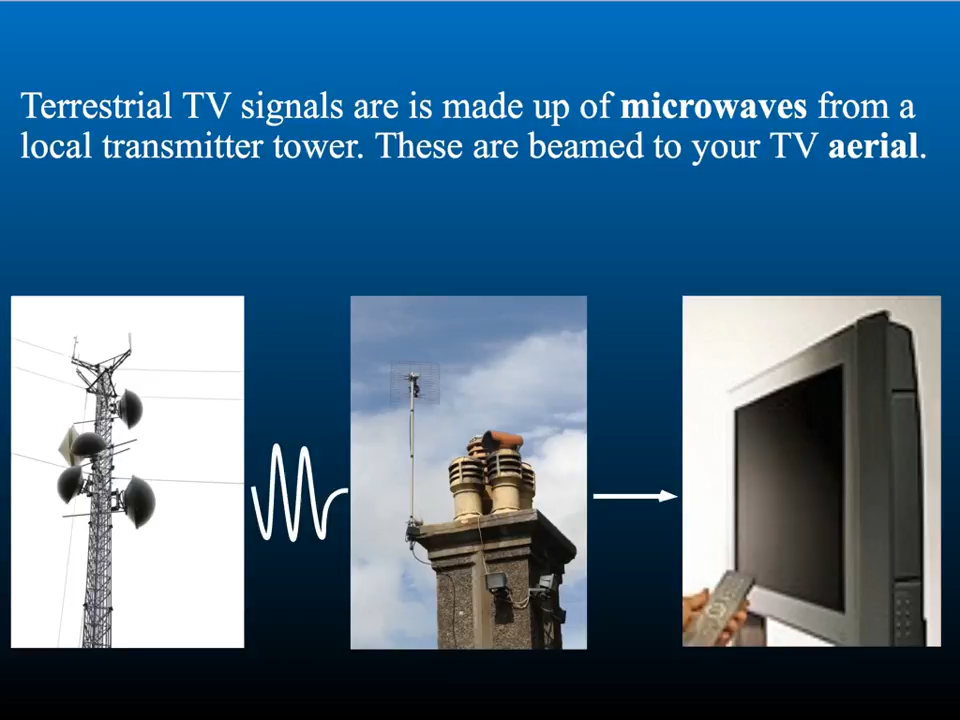 Terrestrial TV signals are is made up of microwaves from a
local transmitter tower. These are beamed to your TV aerial.